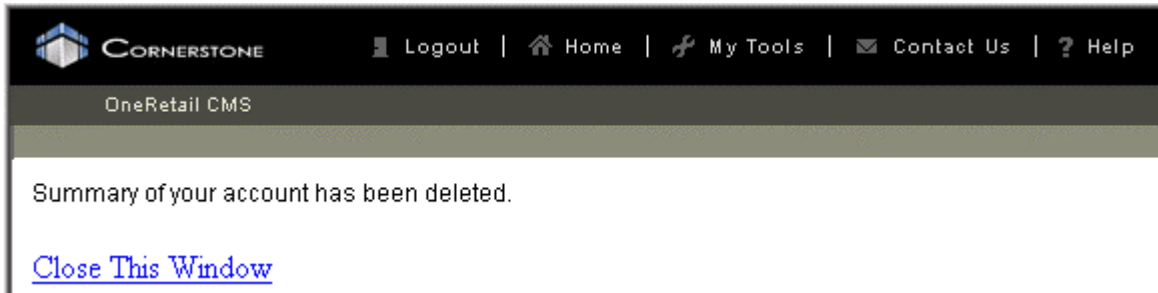 CORNERSTONE Logout | Home | My Tools | Contact Us | ? Help
OneRetail CMS
Summary of your account has been deleted.
Close This Window